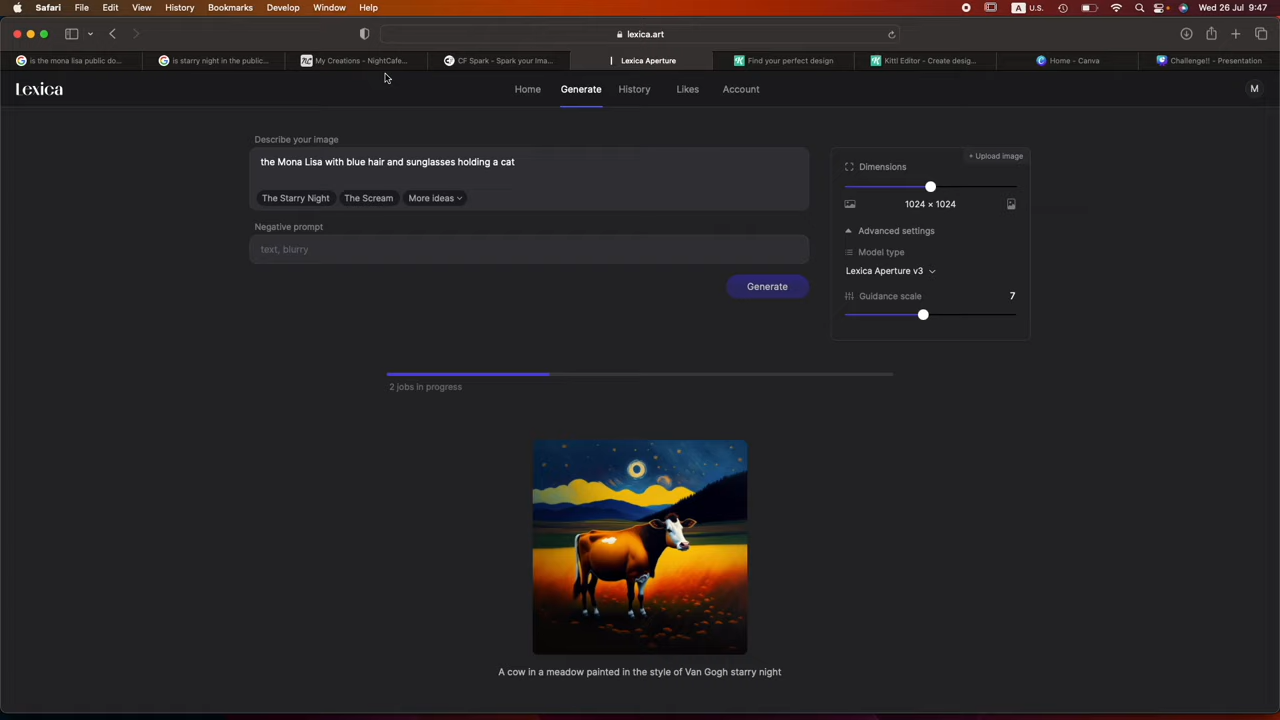 Safari File Edit View History Bookmarks Develop Window Help A U.S. Wed 26 Jul 9:47
lexica.art
is the mona lisa public do... is starry night in the public... My Creations - NightCafe... CF Spark - Spark your Ima... Lexica Aperture Find your perfect design Kittl Editor - Create desig... Home - Canva Challenge!! - Presentation
Lexica Home Generate History Likes Account M
Describe your image
the Mona Lisa with blue hair and sunglasses holding a cat
The Starry Night The Scream More ideas
Negative prompt
text, blurry
Generate
+ Upload image
Dimensions
1024 × 1024
Advanced settings
Model type
Lexica Aperture v3
Guidance scale 7
2 jobs in progress
A cow in a meadow painted in the style of Van Gogh starry night